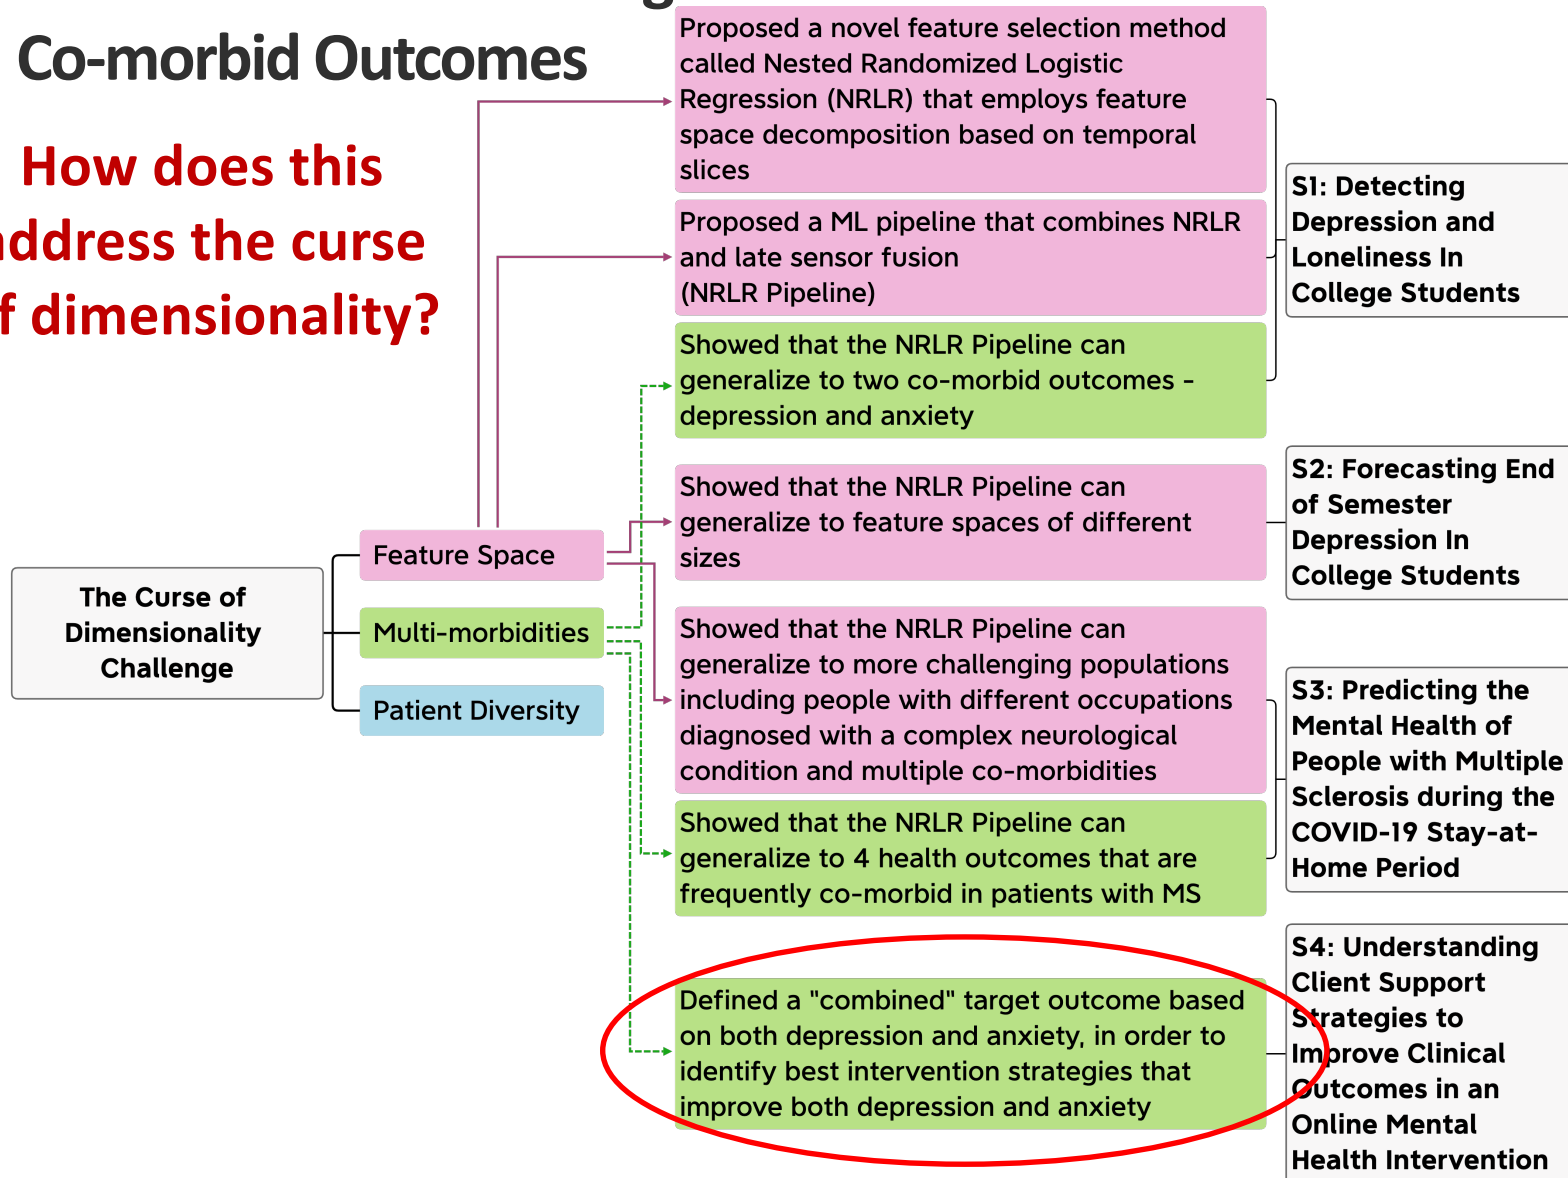 Co-morbid Outcomes
How does this
address the curse
of dimensionality?
The Curse of
Dimensionality
Challenge
Feature Space
Multi-morbidities
Patient Diversity
Proposed a novel feature selection method
called Nested Randomized Logistic
Regression (NRLR) that employs feature
space decomposition based on temporal
slices
Proposed a ML pipeline that combines NRLR
and late sensor fusion
(NRLR Pipeline)
Showed that the NRLR Pipeline can
generalize to two co-morbid outcomes -
depression and anxiety
S1: Detecting
Depression and
Loneliness In
College Students
Showed that the NRLR Pipeline can
generalize to feature spaces of different
sizes
S2: Forecasting End
of Semester
Depression In
College Students
Showed that the NRLR Pipeline can
generalize to more challenging populations
including people with different occupations
diagnosed with a complex neurological
condition and multiple co-morbidities
Showed that the NRLR Pipeline can
generalize to 4 health outcomes that are
frequently co-morbid in patients with MS
S3: Predicting the
Mental Health of
People with Multiple
Sclerosis during the
COVID-19 Stay-at-
Home Period
Defined a "combined" target outcome based
on both depression and anxiety, in order to
identify best intervention strategies that
improve both depression and anxiety
S4: Understanding
Client Support
Strategies to
Improve Clinical
Outcomes in an
Online Mental
Health Intervention